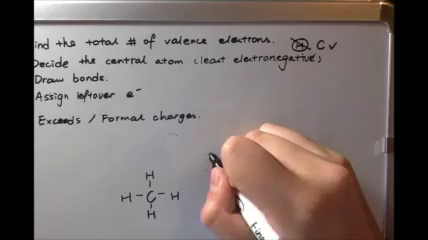 ind the total # of valence electrons. H C ✓
Decide the central atom (least electronegative)
Draw bonds.
Assign leftover e⁻
Exceeds / Formal charges.
H
H - C - H
H